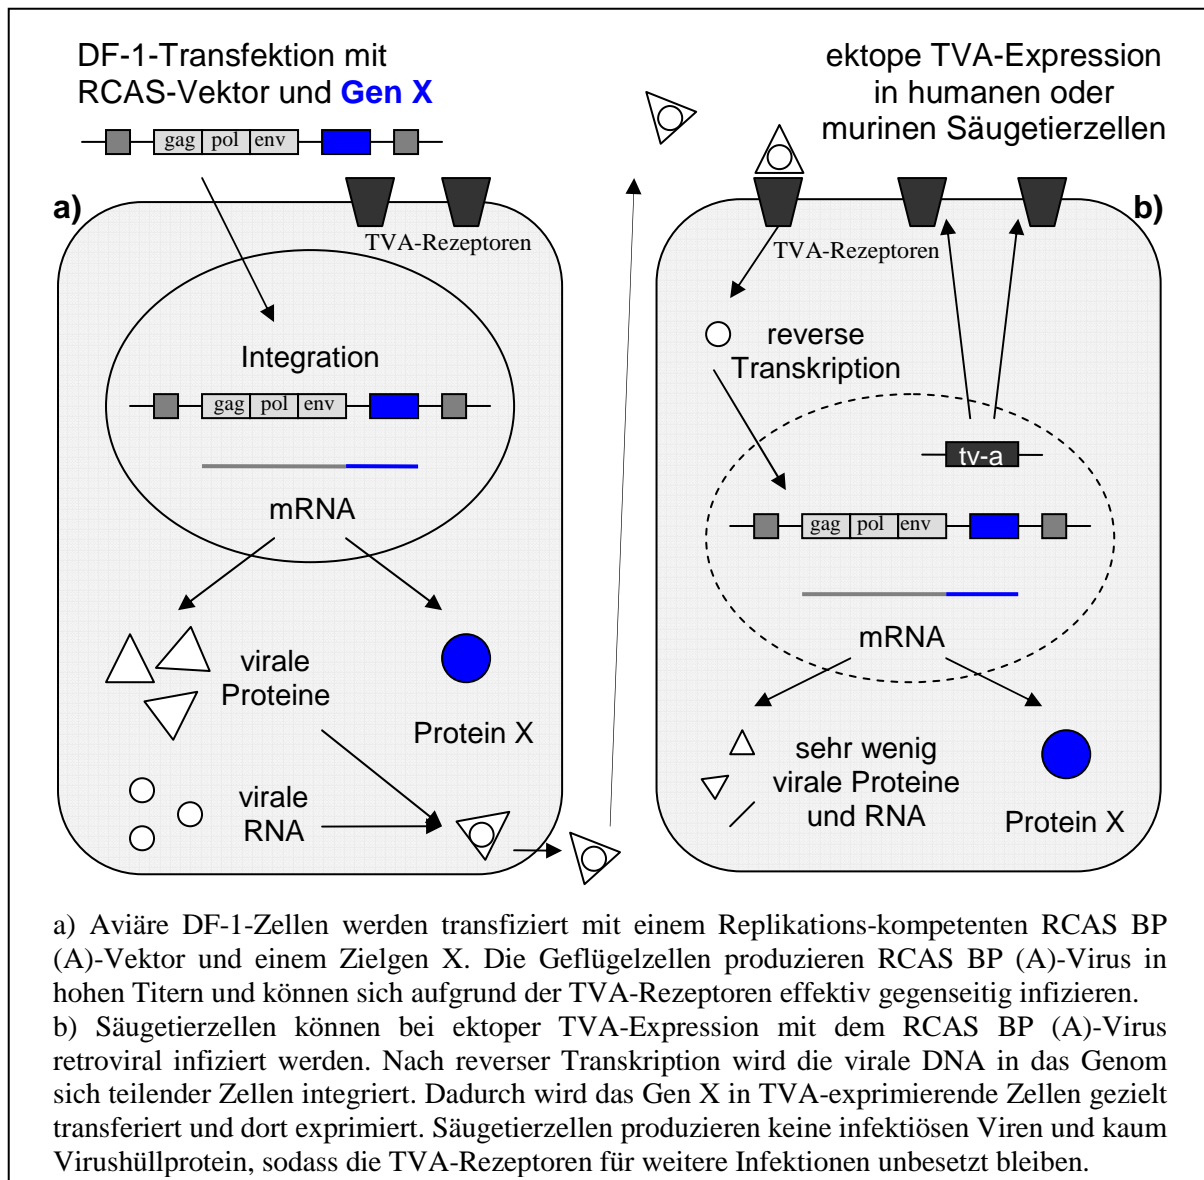 DF-1-Transfektion mit
RCAS-Vektor und Gen X
gag pol env
a)
TVA-Rezeptoren
Integration
gag pol env
mRNA
virale
Proteine
Protein X
virale
RNA
ektope TVA-Expression
in humanen oder
murinen Säugetierzellen
b)
TVA-Rezeptoren
reverse
Transkription
tv-a
gag pol env
mRNA
sehr wenig
virale Proteine
und RNA
Protein X
a) Aviäre DF-1-Zellen werden transfiziert mit einem Replikations-kompetenten RCAS BP
(A)-Vektor und einem Zielgen X. Die Geflügelzellen produzieren RCAS BP (A)-Virus in
hohen Titern und können sich aufgrund der TVA-Rezeptoren effektiv gegenseitig infizieren.
b) Säugetierzellen können bei ektoper TVA-Expression mit dem RCAS BP (A)-Virus
retroviral infiziert werden. Nach reverser Transkription wird die virale DNA in das Genom
sich teilender Zellen integriert. Dadurch wird das Gen X in TVA-exprimierende Zellen gezielt
transferiert und dort exprimiert. Säugetierzellen produzieren keine infektiösen Viren und kaum
Virushüllprotein, sodass die TVA-Rezeptoren für weitere Infektionen unbesetzt bleiben.